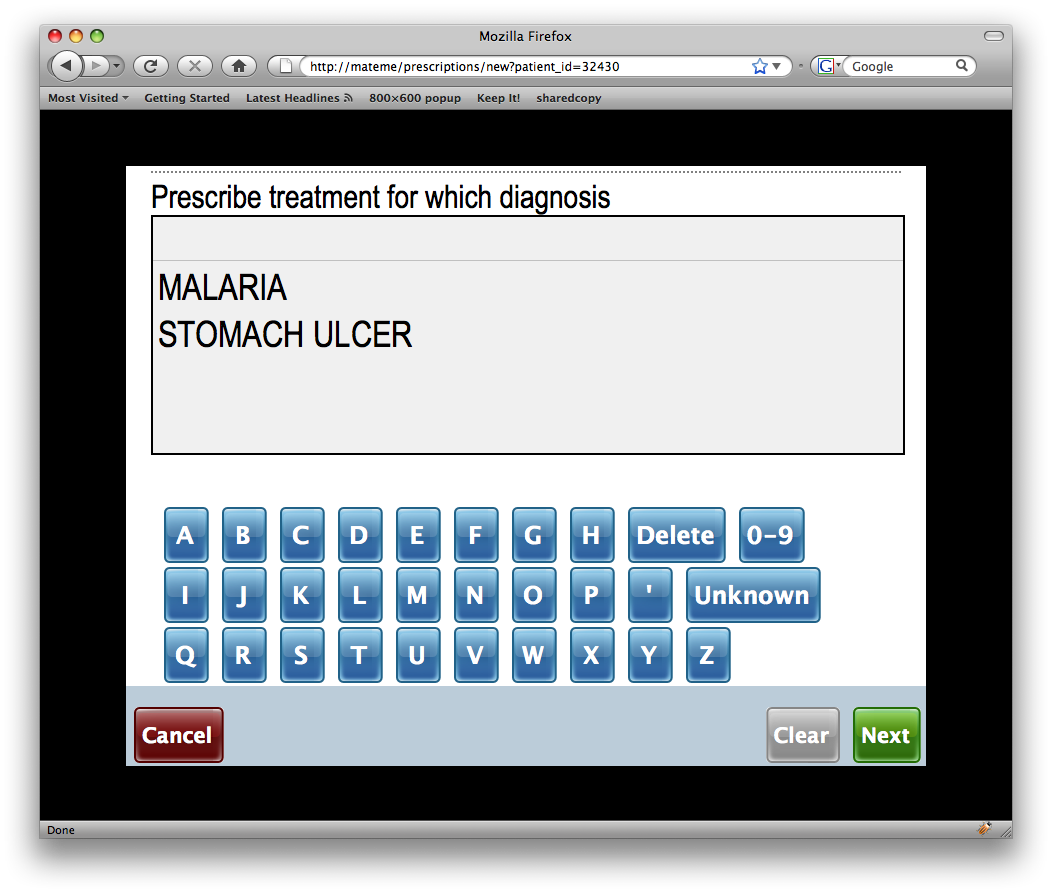 Mozilla Firefox
http://mateme/prescriptions/new?patient_id=32430 G Google
Most Visited Getting Started Latest Headlines 800×600 popup Keep It! sharedcopy
Prescribe treatment for which diagnosis
MALARIA
STOMACH ULCER
A B C D E F G H Delete 0-9
I J K L M N O P ' Unknown
Q R S T U V W X Y Z
Cancel Clear Next
Done